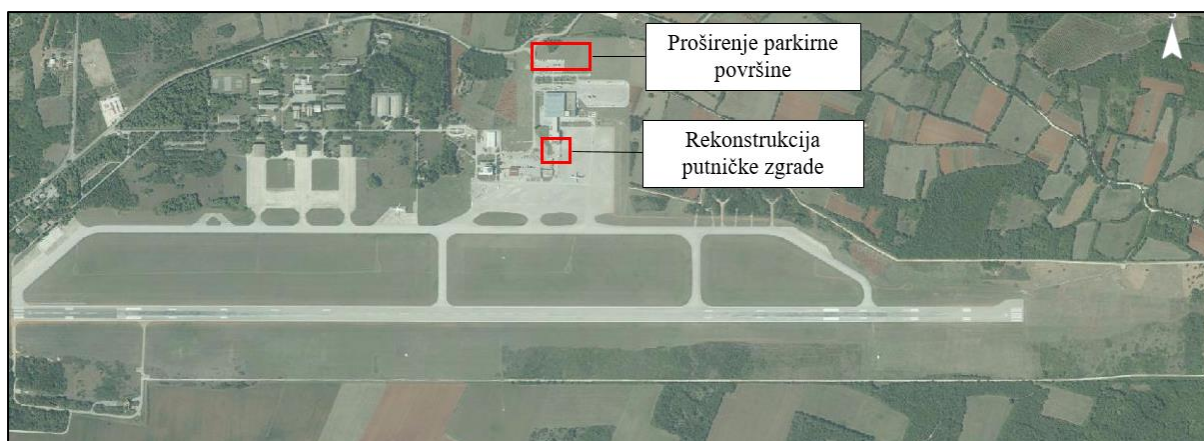 Proširenje parkirne
površine
Rekonstrukcija
putničke zgrade